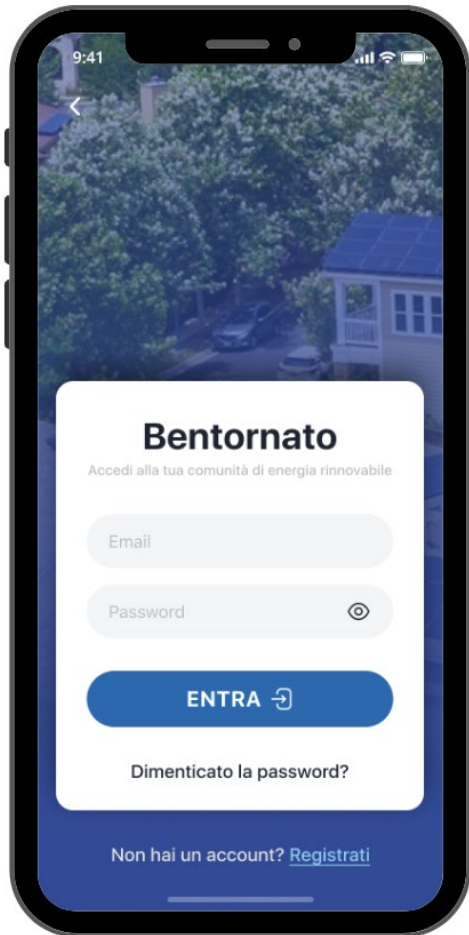 9:41
Bentornato
Accedi alla tua comunità di energia rinnovabile
Email
Password
ENTRA
Dimenticato la password?
Non hai un account? Registrati